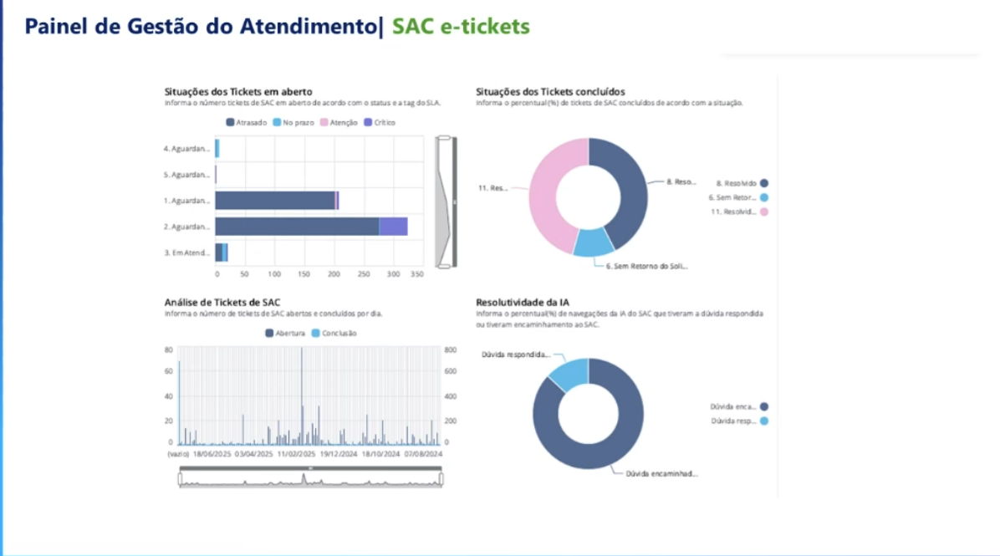 Painel de Gestão do Atendimento| SAC e-tickets
Situações dos Tickets em aberto
Informa o número tickets de SAC em aberto de acordo com o status e a tag do SLA.
Atrasado No prazo Atenção Crítico
4. Aguardan...
5. Aguardan...
1. Aguardan...
2. Aguardan...
3. Em Atend...
0 50 100 150 200 250 300 350
Situações dos Tickets concluídos
Informa o percentual(%) de tickets de SAC concluídos de acordo com a situação.
11. Res...
8. Reso...
6. Sem Retorno do Soli...
8. Resolvido
6. Sem Retor...
11. Resolvid...
Análise de Tickets de SAC
Informa o número de tickets de SAC abertos e concluídos por dia.
Abertura Conclusão
80 800
60 600
40 400
20 200
0 0
(vazio) 18/06/2025 03/04/2025 11/02/2025 19/12/2024 18/10/2024 07/08/2024
Resolutividade da IA
Informa o percentual(%) de navegações da IA do SAC que tiveram a dúvida respondida
ou tiveram encaminhamento ao SAC.
Dúvida respondida...
Dúvida encaminhad...
Dúvida enca...
Dúvida resp...